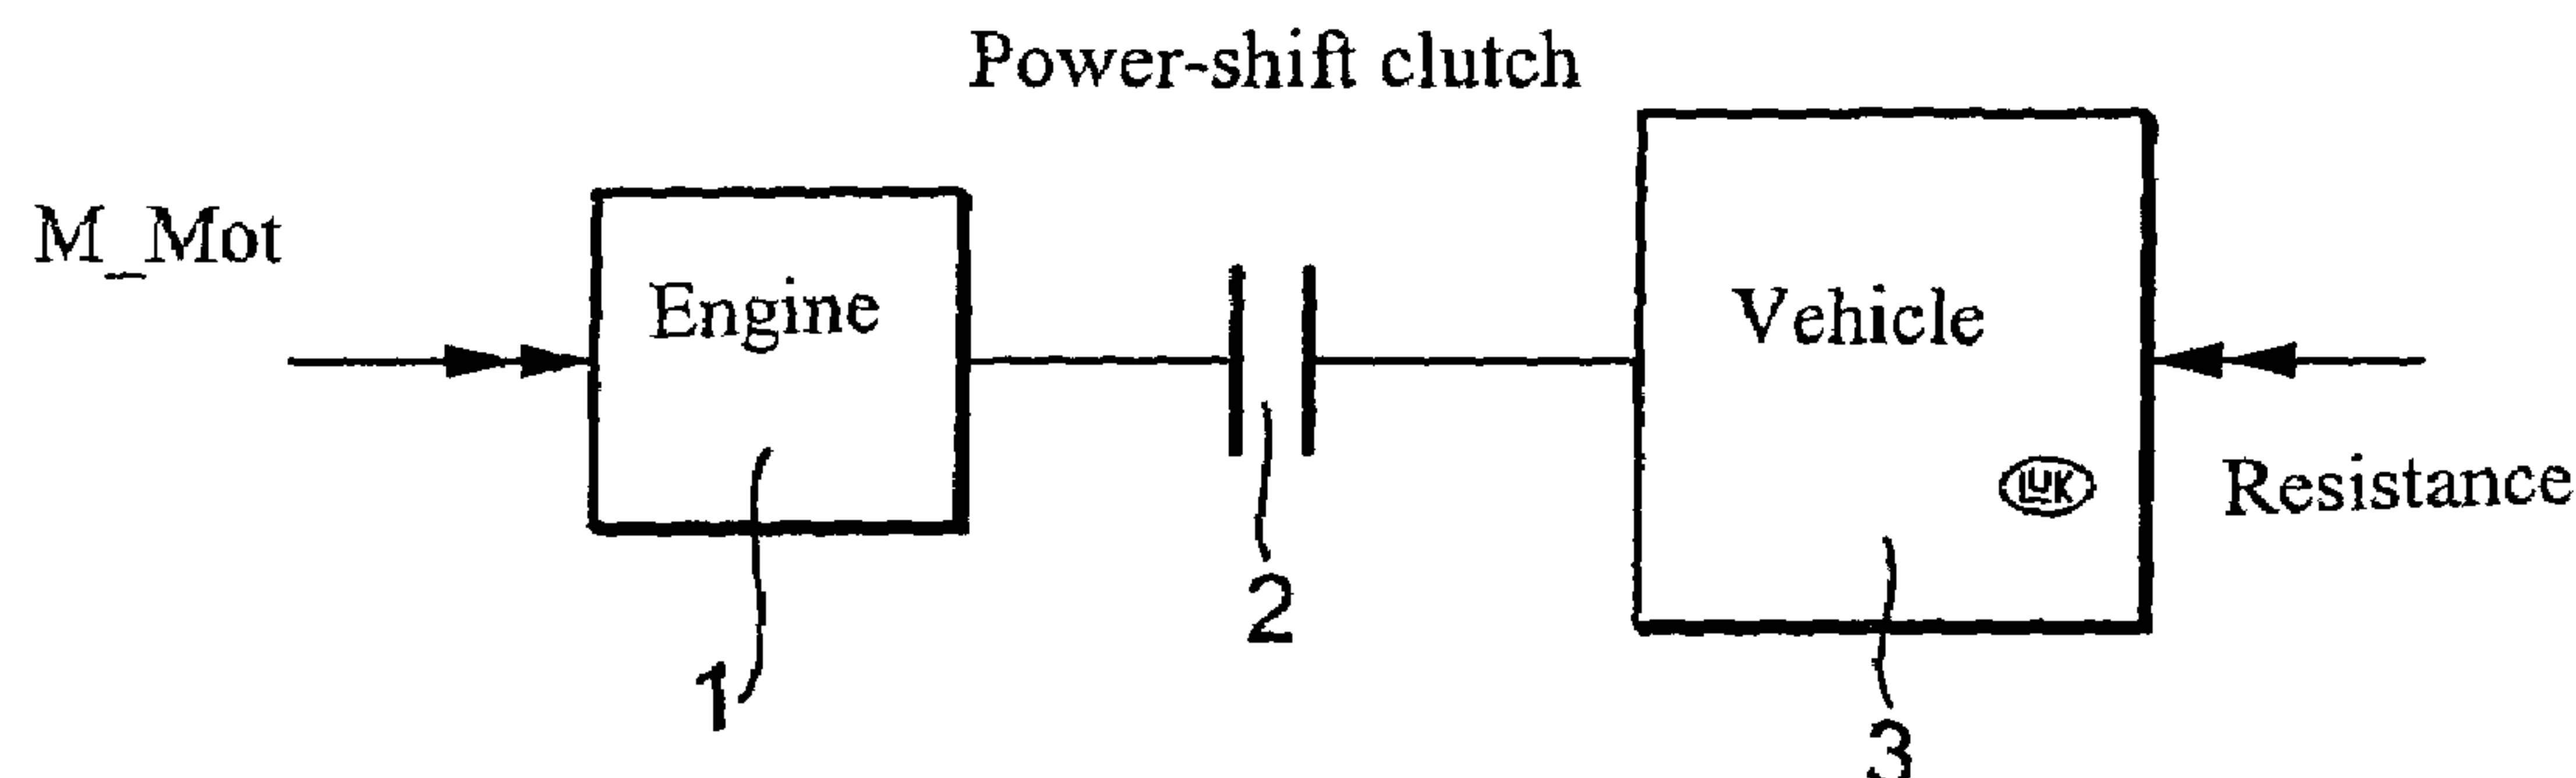 Power-shift clutch
M_Mot
Engine
Vehicle
LUK
Resistance
1
2
3